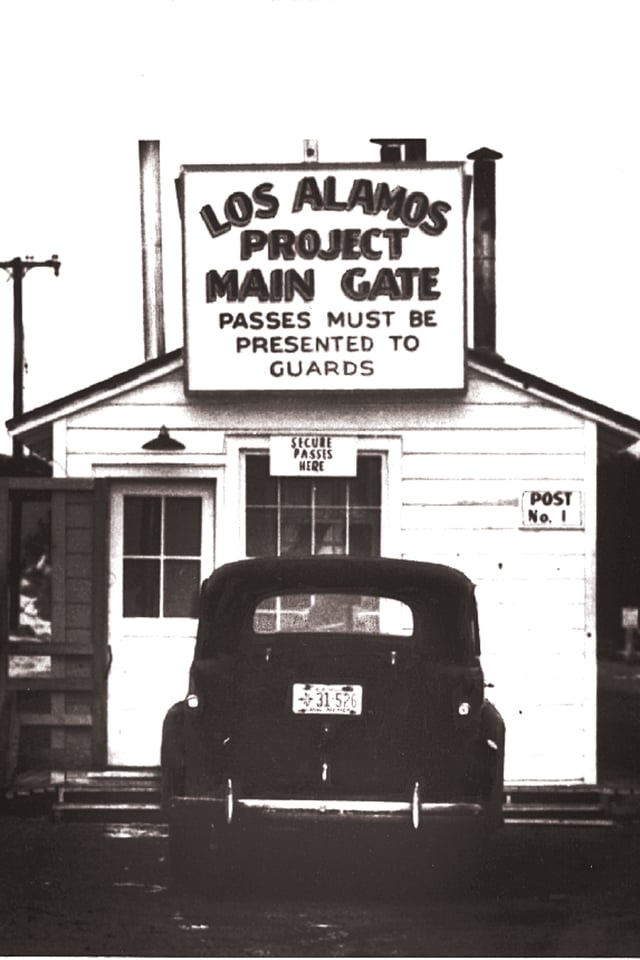 LOS ALAMOS
PROJECT
MAIN GATE
PASSES MUST BE
PRESENTED TO
GUARDS
SECURE
PASSES
HERE
POST
No. 1
31·526